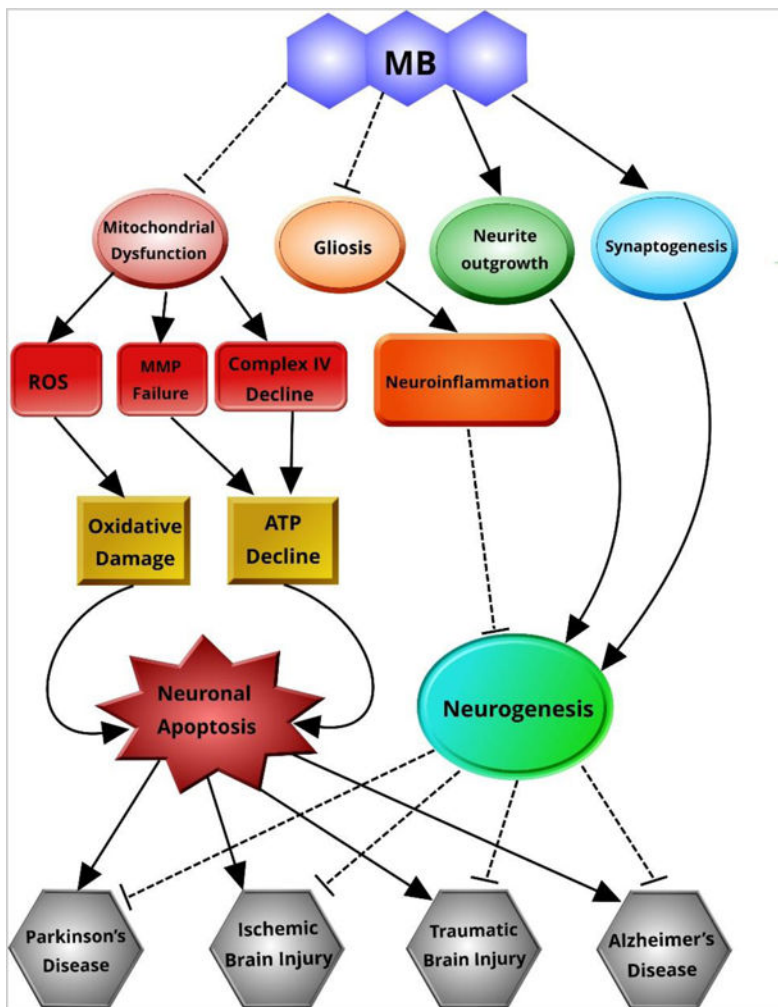 MB
Mitochondrial
Dysfunction
Gliosis
Neurite
outgrowth
Synaptogenesis
ROS
MMP
Failure
Complex IV
Decline
Neuroinflammation
Oxidative
Damage
ATP
Decline
Neuronal
Apoptosis
Neurogenesis
Parkinson's
Disease
Ischemic
Brain Injury
Traumatic
Brain Injury
Alzheimer's
Disease